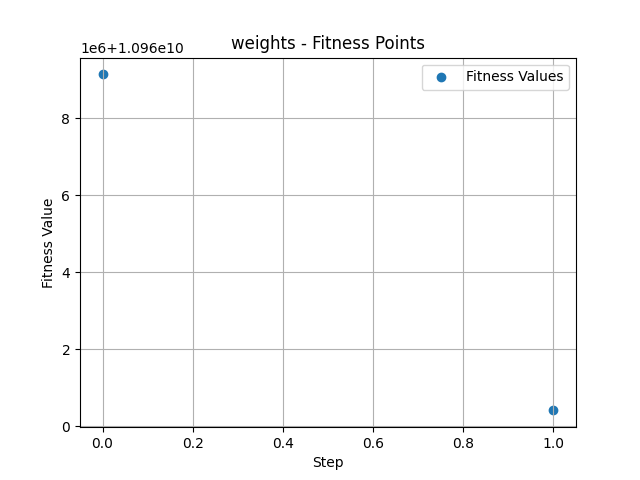 weights - Fitness Points
1e6+1.096e10
Fitness Values
8
6
4
2
0
Fitness Value
0.0 0.2 0.4 0.6 0.8 1.0
Step